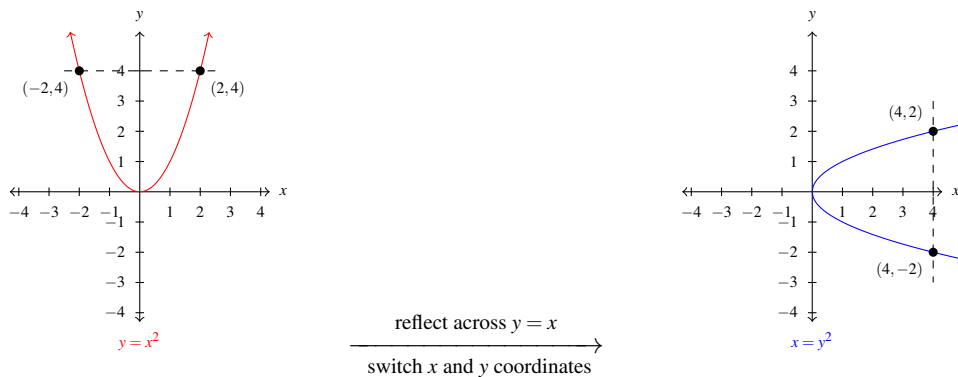 y
4
(−2,4)
(2,4)
3
2
1
x
−4 −3 −2 −1 1 2 3 4
−1
−2
−3
−4
y = x²
reflect across y = x
switch x and y coordinates
y
4
3
(4,2)
2
1
x
−4 −3 −2 −1 1 2 3 4
−1
−2
(4,−2)
−3
−4
x = y²